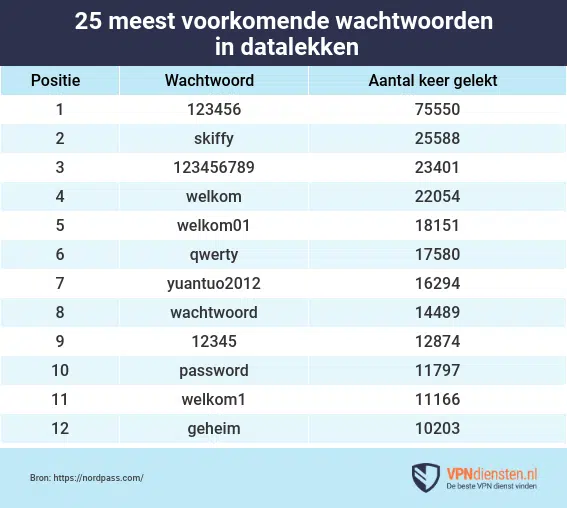 25 meest voorkomende wachtwoorden
in datalekken
Positie Wachtwoord Aantal keer gelekt
1 123456 75550
2 skiffy 25588
3 123456789 23401
4 welkom 22054
5 welkom01 18151
6 qwerty 17580
7 yuantuo2012 16294
8 wachtwoord 14489
9 12345 12874
10 password 11797
11 welkom1 11166
12 geheim 10203
Bron: https://nordpass.com/
VPNdiensten.nl
De beste VPN dienst vinden